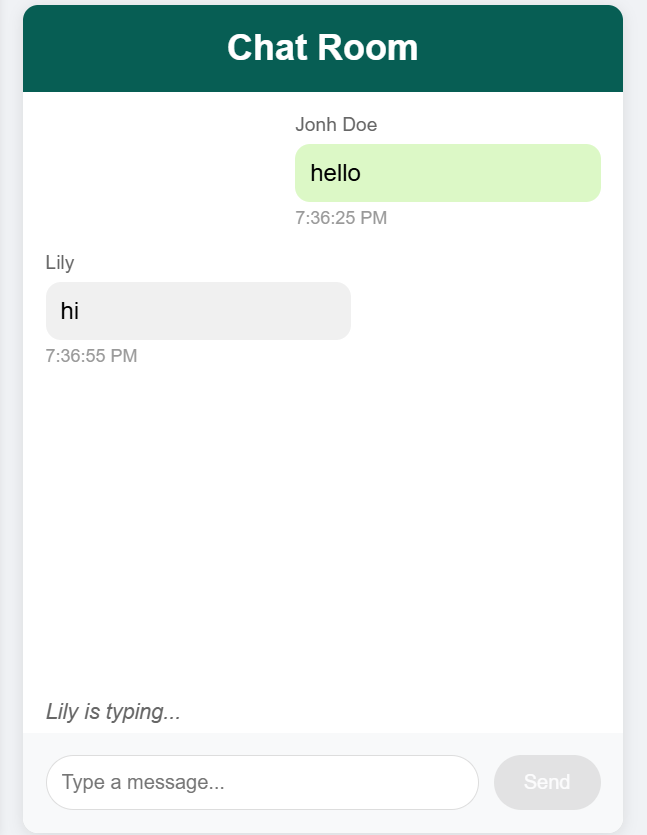 Chat Room
Jonh Doe
hello
7:36:25 PM
Lily
hi
7:36:55 PM
Lily is typing...
Type a message...
Send